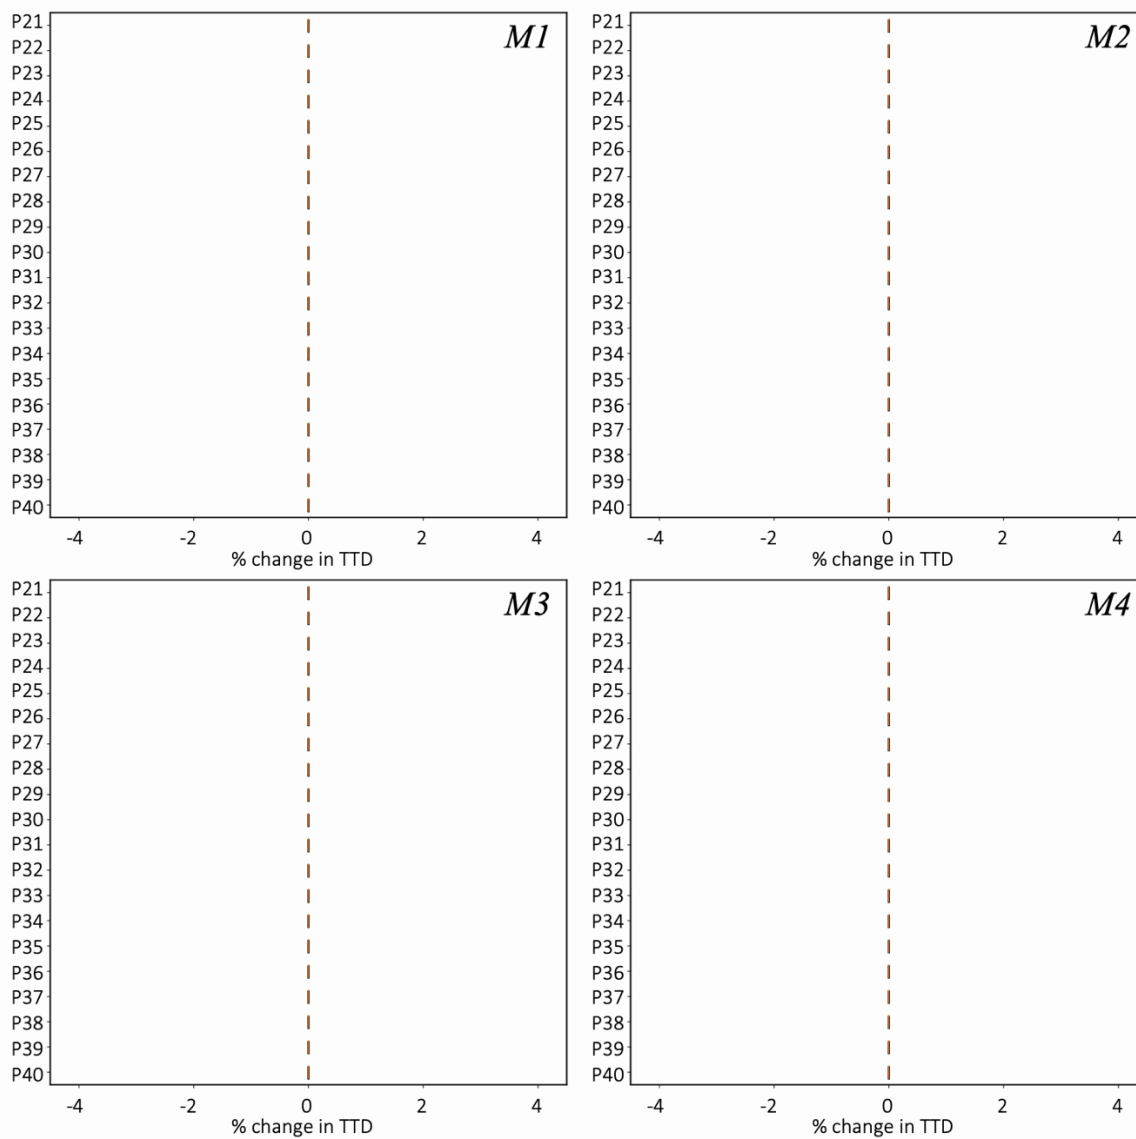 M1
P21
P22
P23
P24
P25
P26
P27
P28
P29
P30
P31
P32
P33
P34
P35
P36
P37
P38
P39
P40
-4 -2 0 2 4
% change in TTD
M2
P21
P22
P23
P24
P25
P26
P27
P28
P29
P30
P31
P32
P33
P34
P35
P36
P37
P38
P39
P40
-4 -2 0 2 4
% change in TTD
M3
P21
P22
P23
P24
P25
P26
P27
P28
P29
P30
P31
P32
P33
P34
P35
P36
P37
P38
P39
P40
-4 -2 0 2 4
% change in TTD
M4
P21
P22
P23
P24
P25
P26
P27
P28
P29
P30
P31
P32
P33
P34
P35
P36
P37
P38
P39
P40
-4 -2 0 2 4
% change in TTD